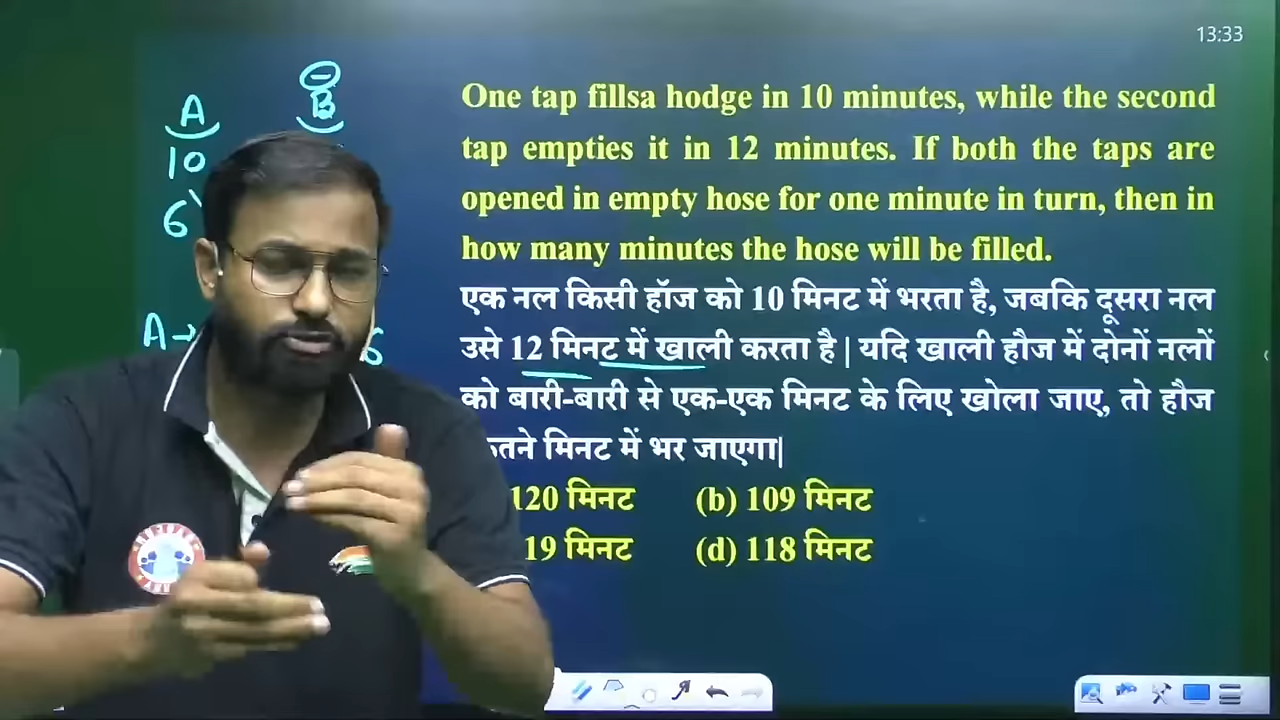 13:33
A
B
10
6
A→
6
One tap fillsa hodge in 10 minutes, while the second
tap empties it in 12 minutes. If both the taps are
opened in empty hose for one minute in turn, then in
how many minutes the hose will be filled.
एक नल किसी हॉज को 10 मिनट में भरता है, जबकि दूसरा नल
उसे 12 मिनट में खाली करता है | यदि खाली हौज में दोनों नलों
को बारी-बारी से एक-एक मिनट के लिए खोला जाए, तो हौज
मिनट में भर जाएगा|
120 मिनट (b) 109 मिनट
19 मिनट (d) 118 मिनट